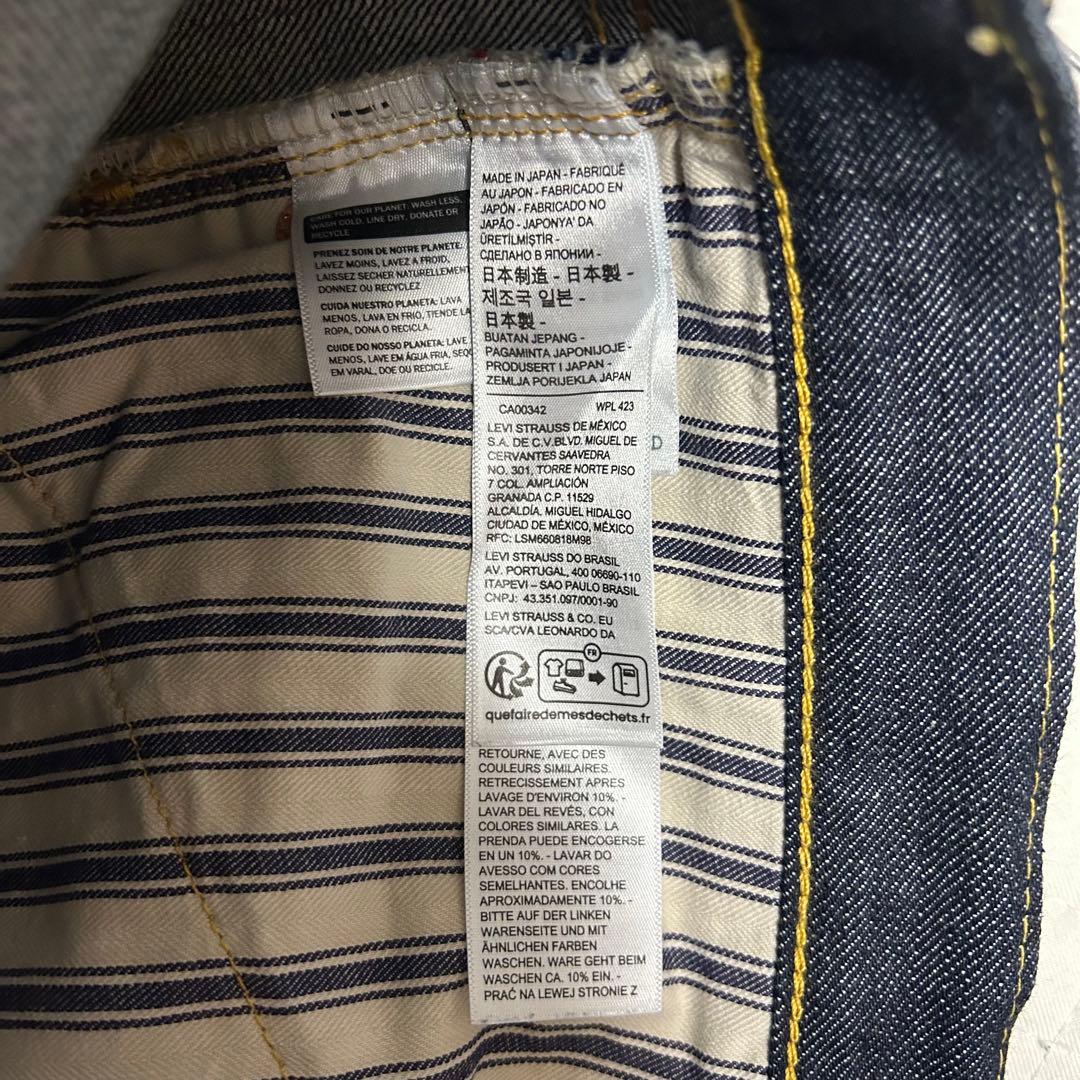 CARE FOR OUR PLANET: WASH LESS,
WASH COLD, LINE DRY, DONATE OR
RECYCLE
PRENEZ SOIN DE NOTRE PLANETE:
LAVEZ MOINS, LAVEZ A FROID,
LAISSEZ SECHER NATURELLEMENT
DONNEZ OU RECYCLEZ
CUIDA NUESTRO PLANETA: LAVA
MENOS, LAVA EN FRIO, TIENDE LA
ROPA, DONA O RECICLA.
CUIDE DO NOSSO PLANETA: LAVE
MENOS, LAVE EM ÁGUA FRIA,
EM VARAL, DOE OU RECICLE.
MADE IN JAPAN - FABRIQUÉ
AU JAPON - FABRICADO EN
JAPÓN - FABRICADO NO
JAPÃO - JAPONYA' DA
ÜRETİLMİŞTİR -
СДЕЛАНО В ЯПОНИИ -
日本制造 - 日本製 -
제조국 일본 -
日本製 -
BUATAN JEPANG -
PAGAMINTA JAPONIJOJE -
PRODUSERT I JAPAN -
ZEMLJA PORIJEKLA JAPAN
CA00342 WPL 423
LEVI STRAUSS DE MÉXICO
S.A. DE C.V.BLVD. MIGUEL DE
CERVANTES SAAVEDRA
NO. 301, TORRE NORTE PISO
7 COL. AMPLIACIÓN
GRANADA C.P. 11529
ALCALDÍA. MIGUEL HIDALGO
CIUDAD DE MÉXICO, MÉXICO
RFC: LSM660818M98
LEVI STRAUSS DO BRASIL
AV. PORTUGAL, 400 06690-110
ITAPEVI – SAO PAULO BRASIL
CNPJ: 43.351.097/0001-90
LEVI STRAUSS & CO. EU
SCA/CVA LEONARDO DA
FR
quefairedemesdechets.fr
D
RETOURNE, AVEC DES
COULEURS SIMILAIRES.
RETRECISSEMENT APRES
LAVAGE D'ENVIRON 10%. -
LAVAR DEL REVÉS, CON
COLORES SIMILARES. LA
PRENDA PUEDE ENCOGERSE
EN UN 10%. - LAVAR DO
AVESSO COM CORES
SEMELHANTES. ENCOLHE
APROXIMADAMENTE 10%. -
BITTE AUF DER LINKEN
WARENSEITE UND MIT
ÄHNLICHEN FARBEN
WASCHEN. WARE GEHT BEIM
WASCHEN CA. 10% EIN. -
PRAĆ NA LEWEJ STRONIE Z